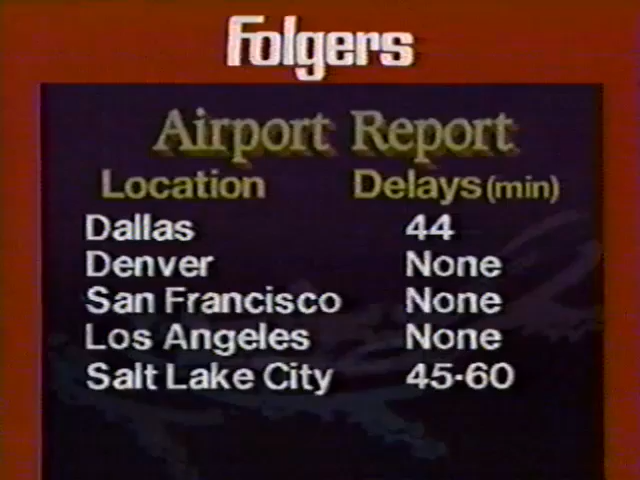 Folgers
Airport Report
Location Delays (min)
Dallas 44
Denver None
San Francisco None
Los Angeles None
Salt Lake City 45-60